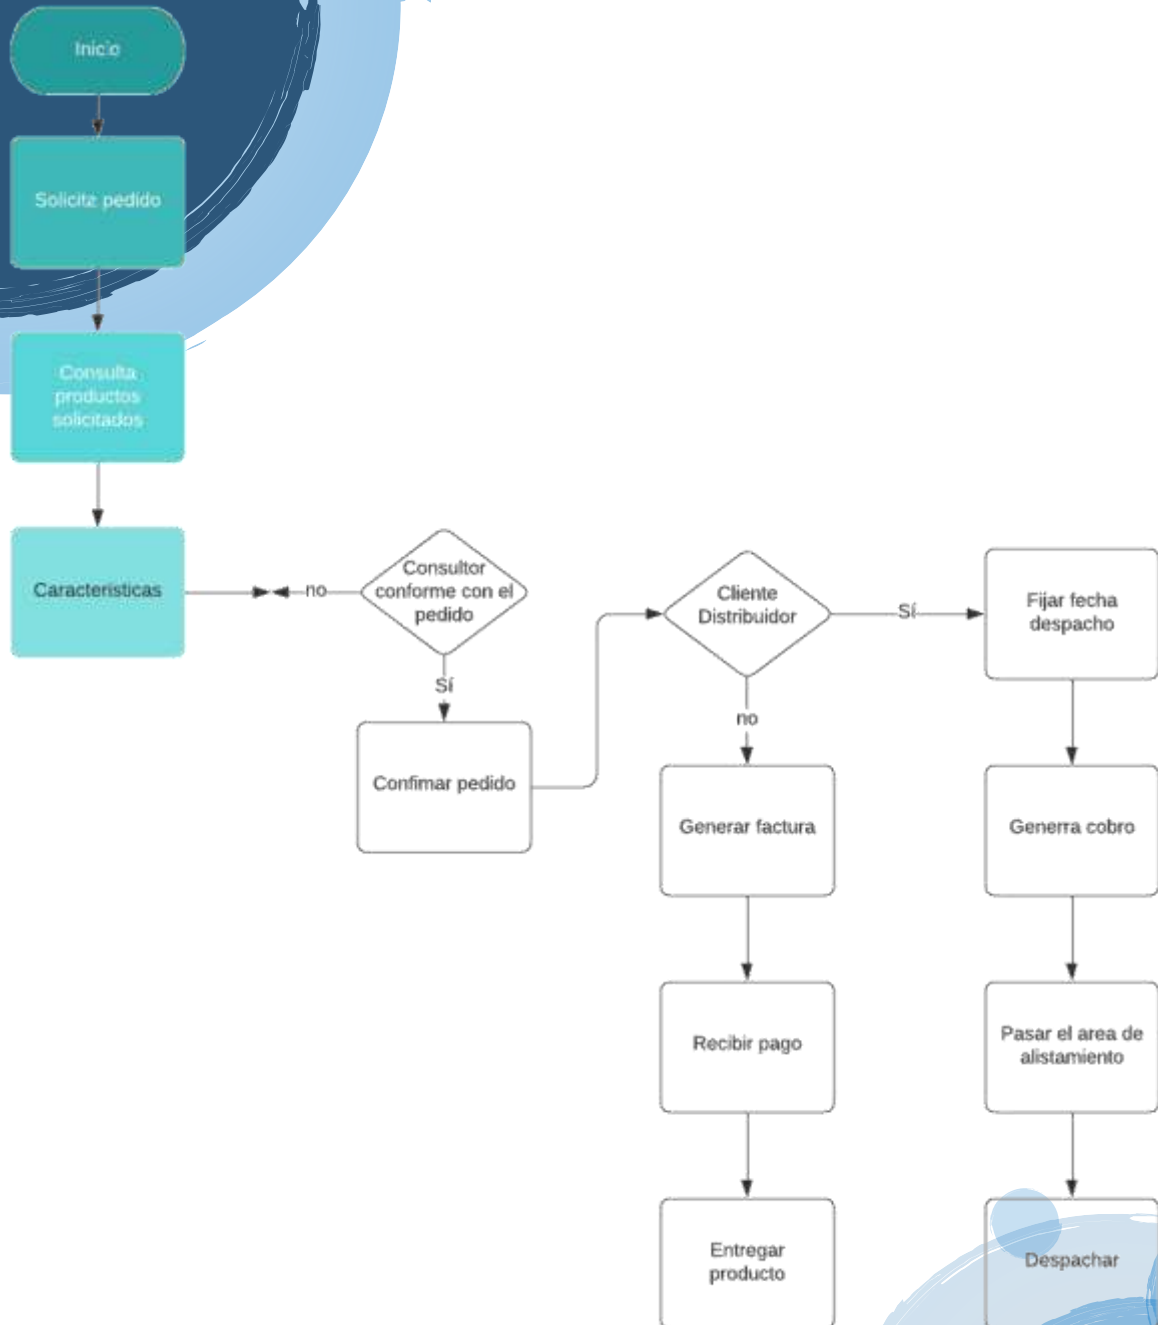 Inicio
Solicita pedido
Consulta
productos
solicitados
Características
no
Consultor
conforme con el
pedido
Sí
Confimar pedido
Cliente
Distribuidor
Sí
no
Generar factura
Recibir pago
Entregar
producto
Fijar fecha
despacho
Generra cobro
Pasar el area de
alistamiento
Despachar